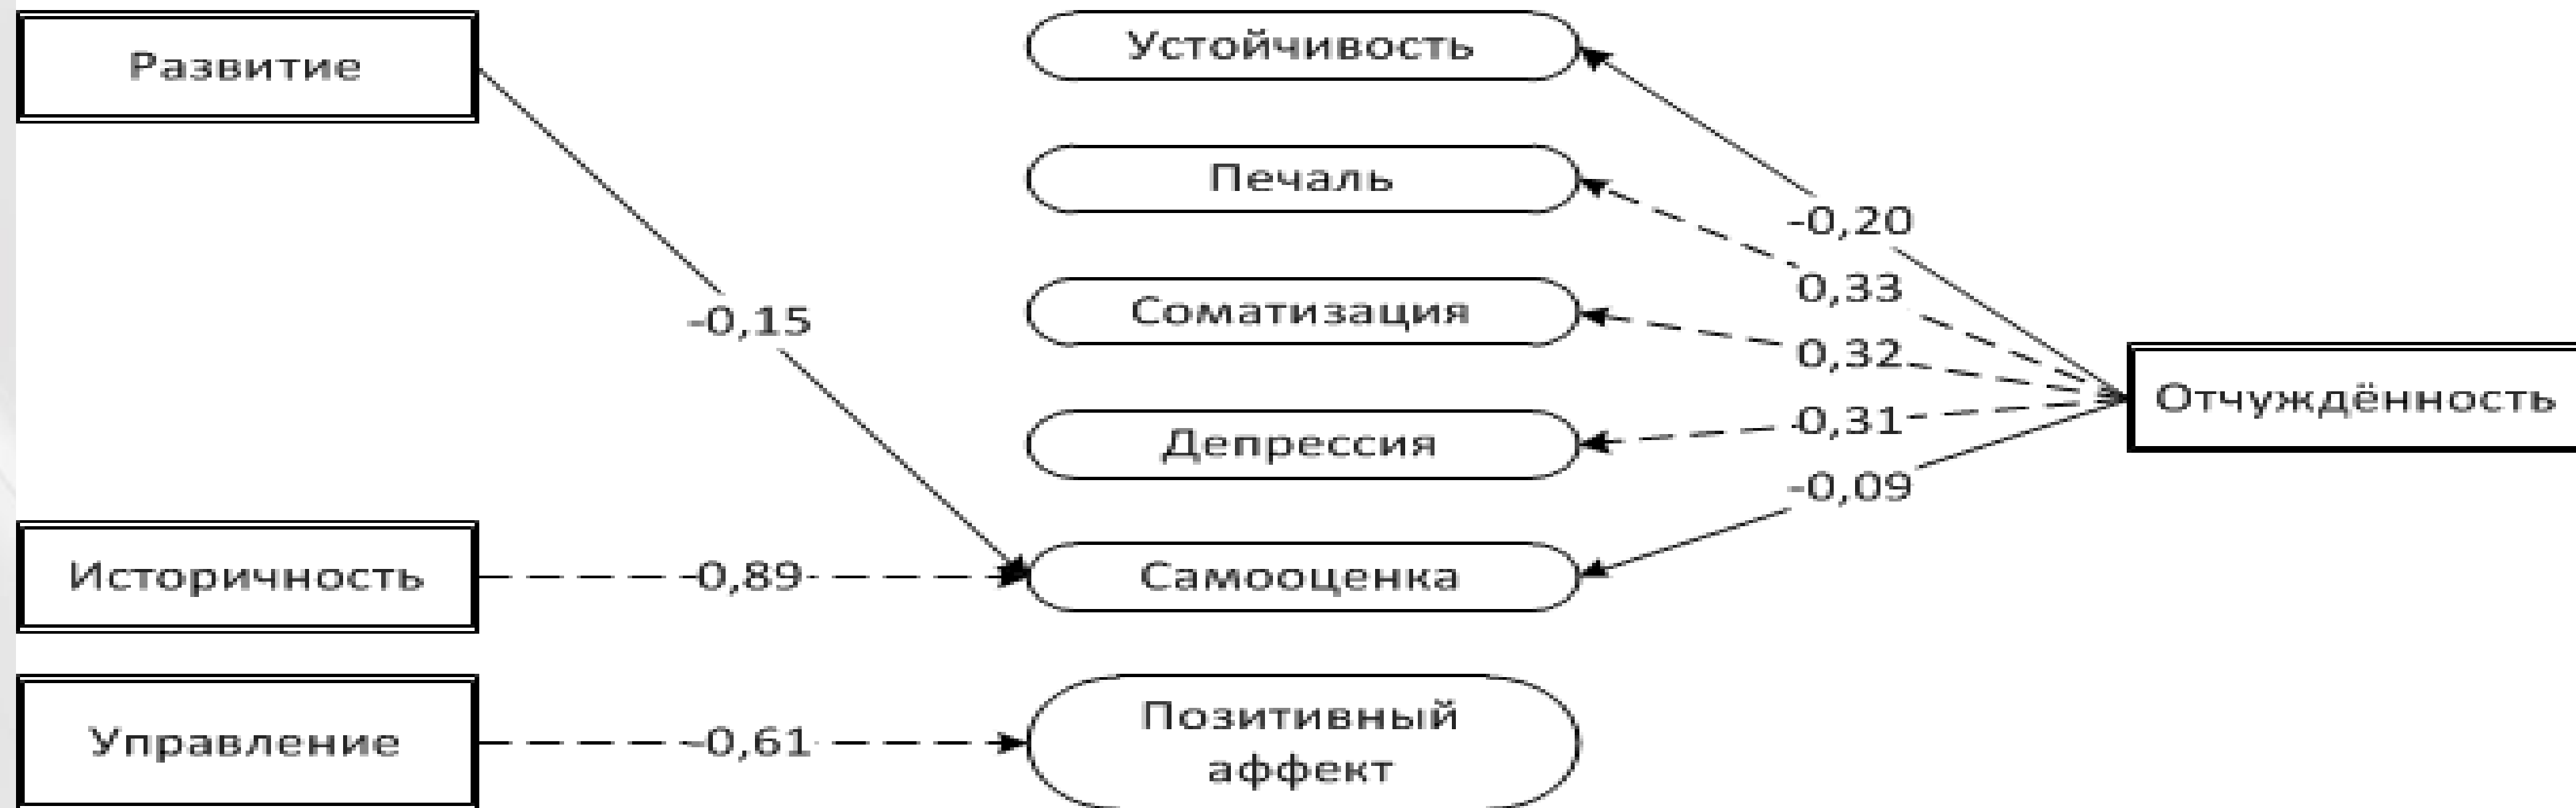 Развитие
Устойчивость
Печаль
-0,20
0,33
Соматизация
-0,15
0,32
Отчуждённость
0,31
Депрессия
-0,09
Историчность
0,89
Самооценка
Управление
-0,61
Позитивный
аффект